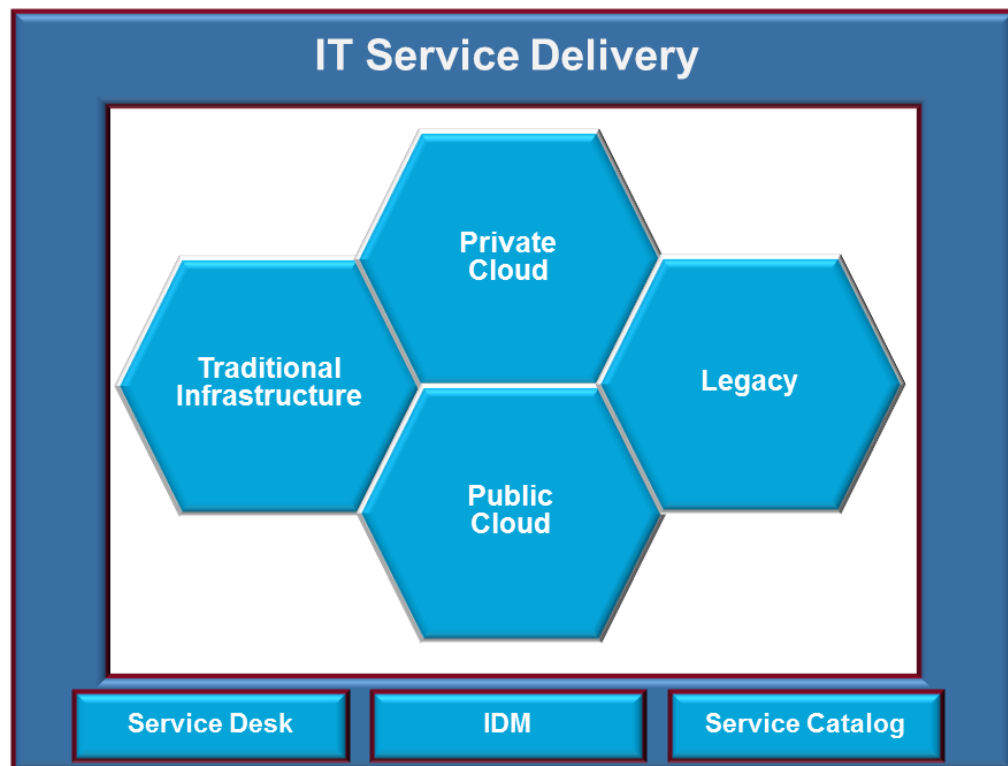 IT Service Delivery
Private
Cloud
Traditional
Infrastructure
Legacy
Public
Cloud
Service Desk
IDM
Service Catalog